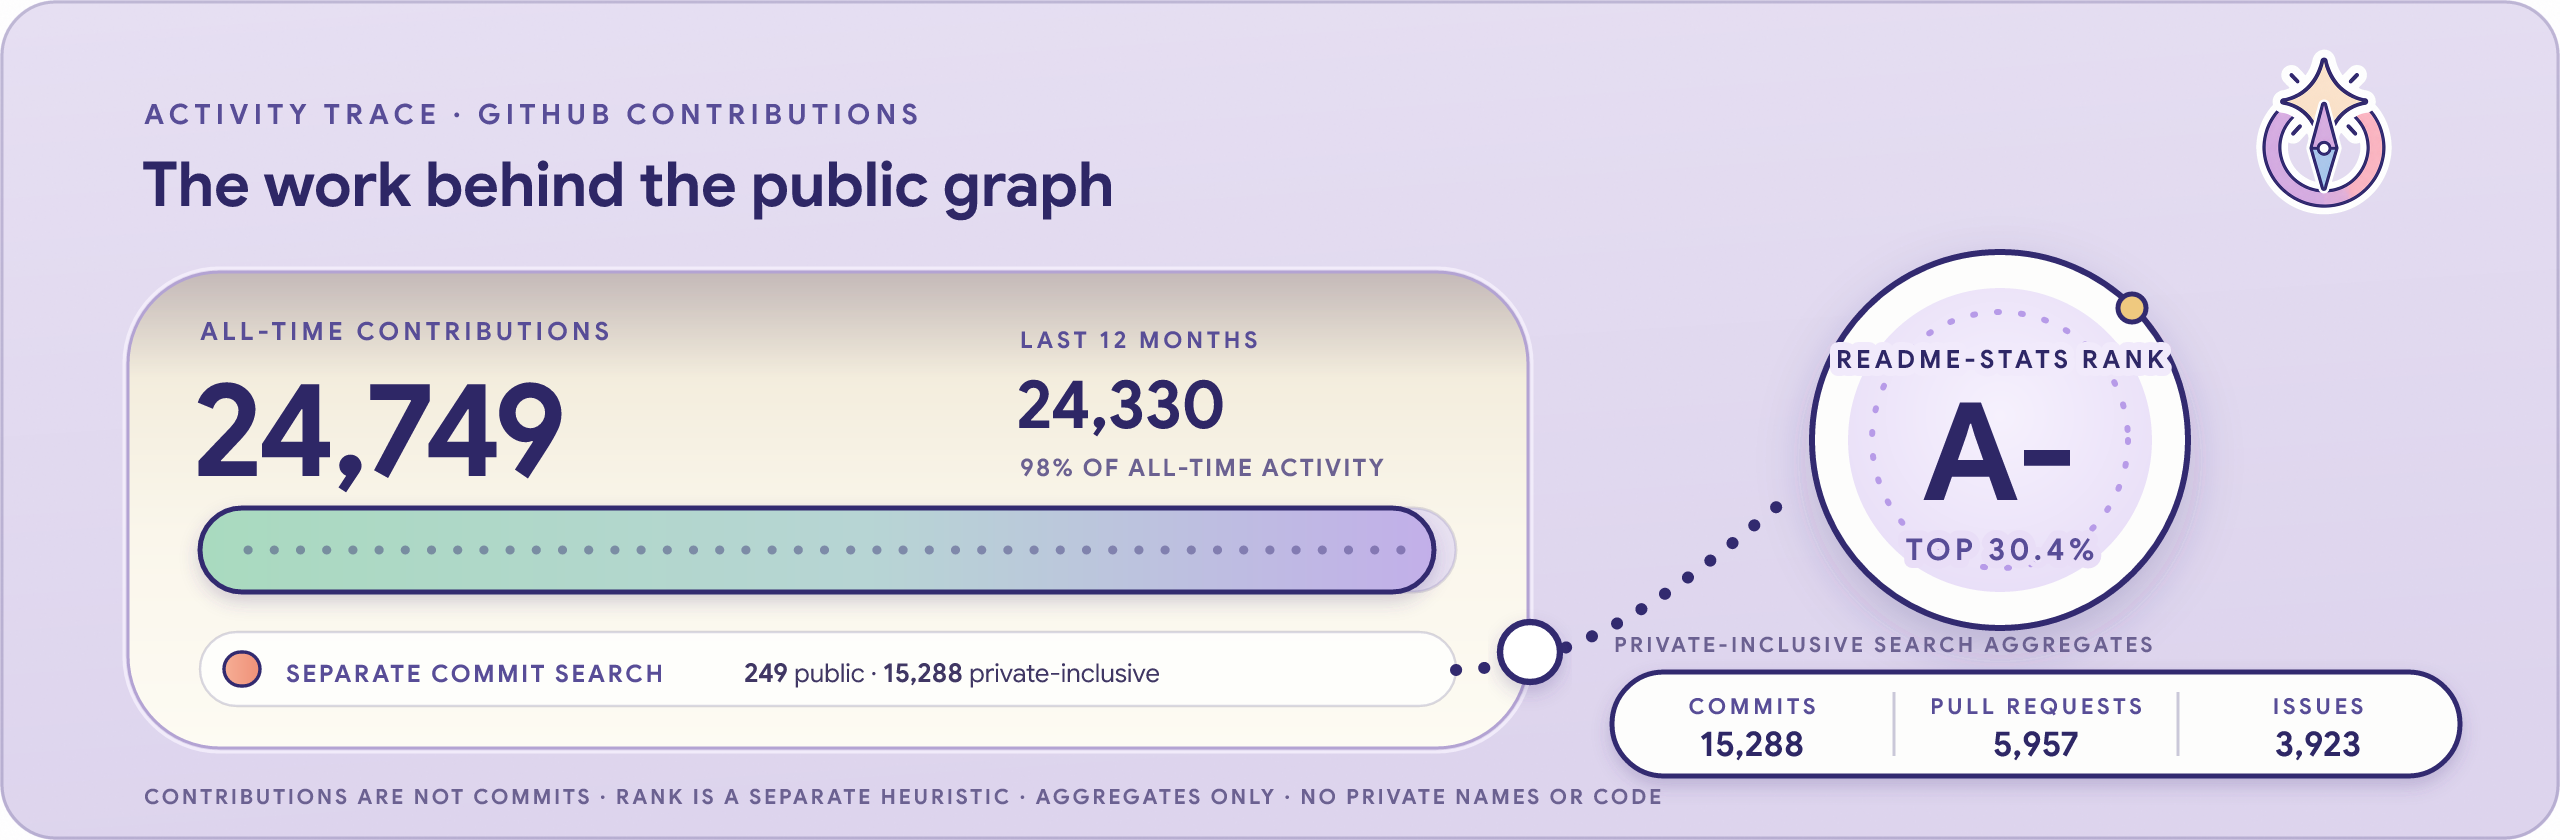 ACTIVITY TRACE · GITHUB CONTRIBUTIONS
The work behind the public graph
ALL-TIME CONTRIBUTIONS
24,749
LAST 12 MONTHS
24,330
98% OF ALL-TIME ACTIVITY
SEPARATE COMMIT SEARCH
249 public · 15,288 private-inclusive
README-STATS RANK
A-
TOP 30.4%
PRIVATE-INCLUSIVE SEARCH AGGREGATES
COMMITS
15,288
PULL REQUESTS
5,957
ISSUES
3,923
CONTRIBUTIONS ARE NOT COMMITS · RANK IS A SEPARATE HEURISTIC · AGGREGATES ONLY · NO PRIVATE NAMES OR CODE